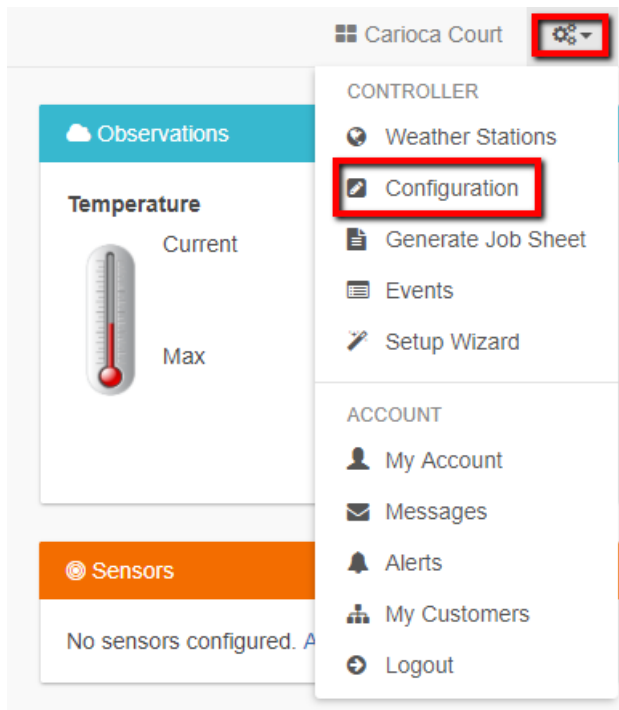 Carioca Court
Observations
Temperature
Current
Max
Sensors
No sensors configured.
CONTROLLER
Weather Stations
Configuration
Generate Job Sheet
Events
Setup Wizard
ACCOUNT
My Account
Messages
Alerts
My Customers
Logout